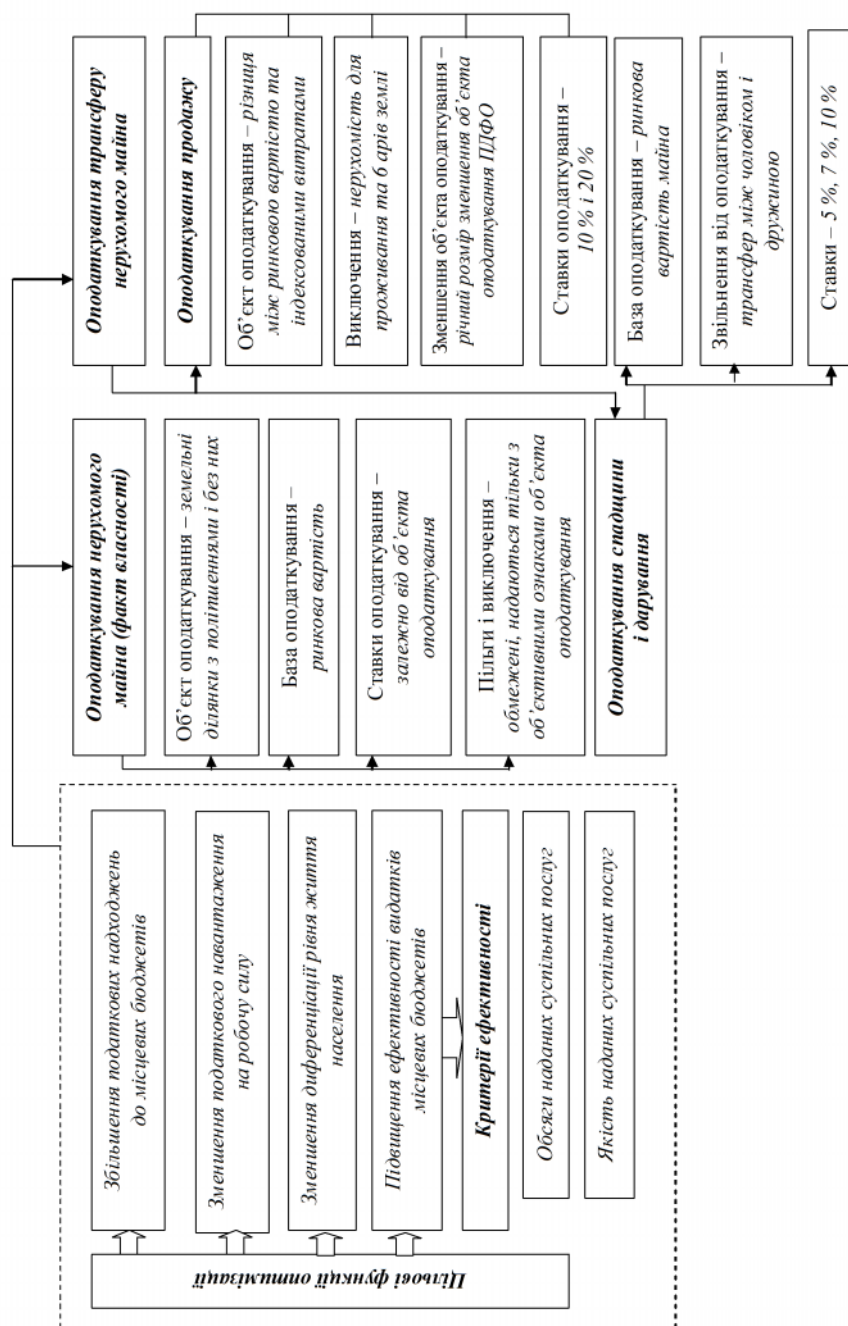 Цільові функції оптимізації
Збільшення податкових надходжень
до місцевих бюджетів
Зменшення податкового навантаження
на робочу силу
Зменшення диференціації рівня життя
населення
Підвищення ефективності видатків
місцевих бюджетів
Критерії ефективності
Обсяги наданих суспільних послуг
Якість наданих суспільних послуг
Оподаткування нерухомого
майна (факт власності)
Об’єкт оподаткування – земельні
ділянки з поліпшеннями і без них
База оподаткування –
ринкова вартість
Ставки оподаткування –
залежно від об’єкта
оподаткування
Пільги і виключення –
обмежені, надаються тільки з
об’єктивними ознаками об’єкта
оподаткування
Оподаткування спадщини
і дарування
Оподаткування трансферу
нерухомого майна
Оподаткування продажу
Об’єкт оподаткування – різниця
між ринковою вартістю та
індексованими витратами
Виключення – нерухомість для
проживання та 6 арів землі
Зменшення об’єкта оподаткування –
річний розмір зменшення об’єкта
оподаткування ПДФО
Ставки оподаткування –
10 % і 20 %
База оподаткування – ринкова
вартість майна
Звільнення від оподаткування –
трансфер між чоловіком і
дружиною
Ставки – 5 %, 7 %, 10 %